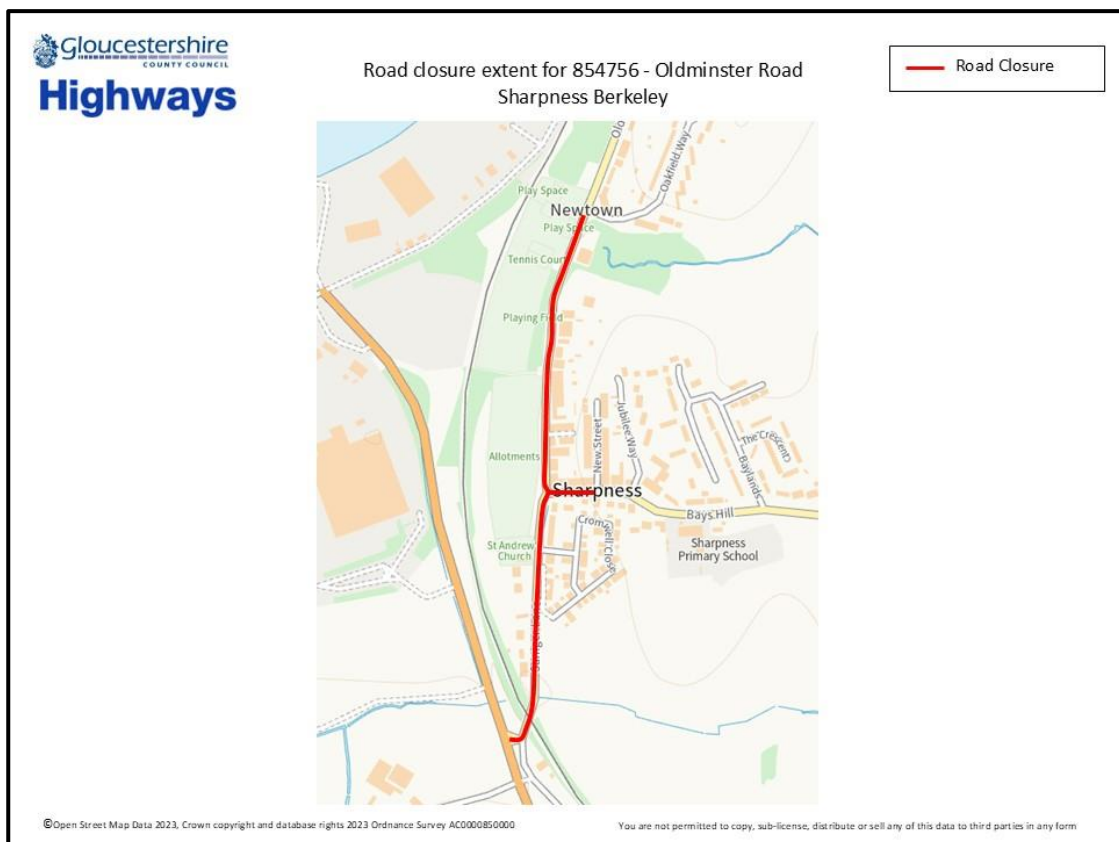 Gloucestershire
COUNTY COUNCIL
Highways
Road closure extent for 854756 - Oldminster Road
Sharpness Berkeley
Road Closure
Oakfield Way
Play Space
Newtown
Play Space
Tennis Court
Playing Field
New Street
Jubilee Way
The Crescent
Baylands
Allotments
Sharpness
Bays Hill
Cromwell Close
St Andrew
Church
Sharpness
Primary School
©Open Street Map Data 2023, Crown copyright and database rights 2023 Ordnance Survey AC0000850000
You are not permitted to copy, sub-license, distribute or sell any of this data to third parties in any form